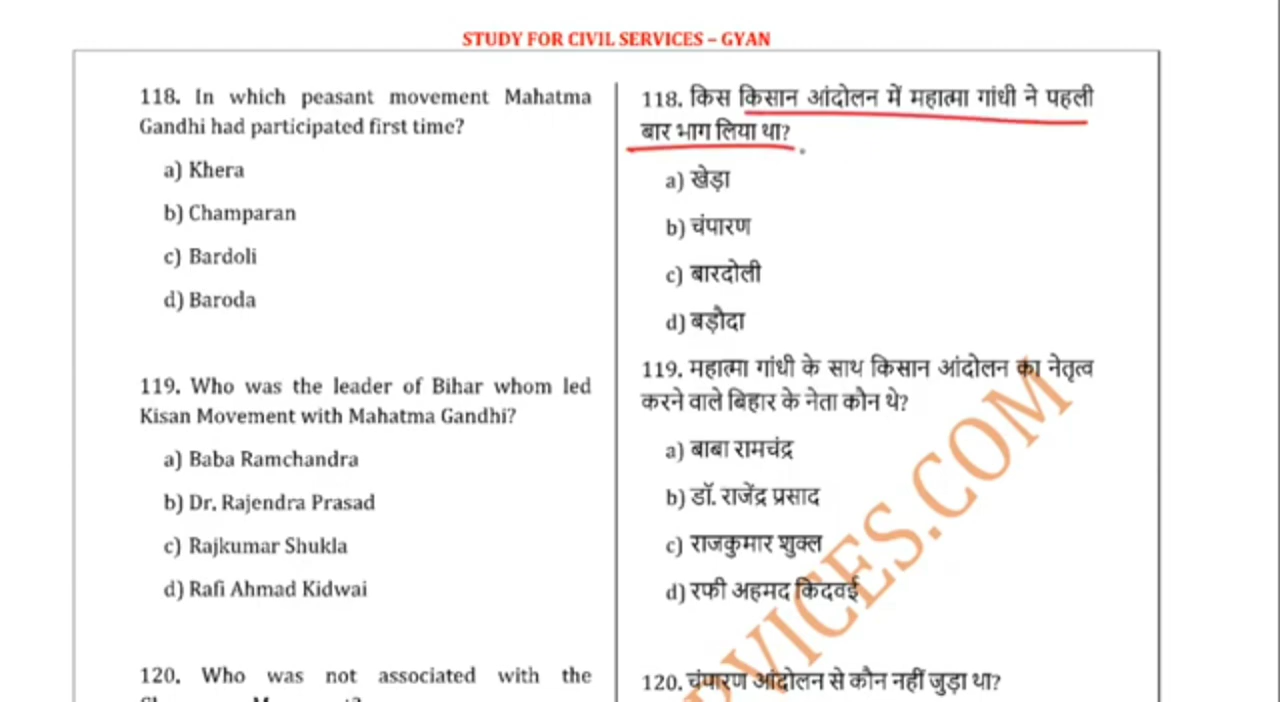 STUDY FOR CIVIL SERVICES – GYAN
118. In which peasant movement Mahatma
Gandhi had participated first time?
a) Khera
b) Champaran
c) Bardoli
d) Baroda
119. Who was the leader of Bihar whom led
Kisan Movement with Mahatma Gandhi?
a) Baba Ramchandra
b) Dr. Rajendra Prasad
c) Rajkumar Shukla
d) Rafi Ahmad Kidwai
120. Who was not associated with the
118. किस किसान आंदोलन में महात्मा गांधी ने पहली
बार भाग लिया था?
a) खेड़ा
b) चंपारण
c) बारदोली
d) बड़ौदा
119. महात्मा गांधी के साथ किसान आंदोलन का नेतृत्व
करने वाले बिहार के नेता कौन थे?
a) बाबा रामचंद्र
b) डॉ. राजेंद्र प्रसाद
c) राजकुमार शुक्ल
d) रफी अहमद किदवई
120. चंपारण आंदोलन से कौन नहीं जुड़ा था?
RVICES.COM